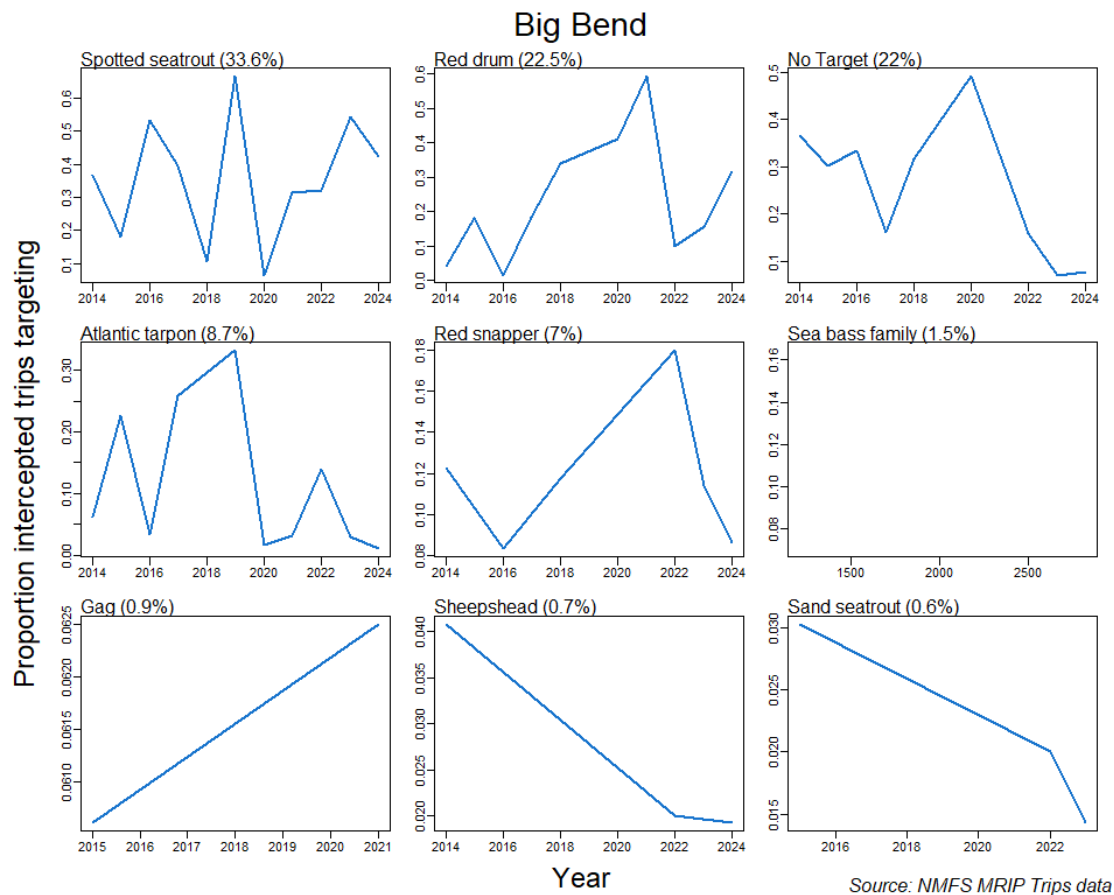 Big Bend
Proportion intercepted trips targeting
Spotted seatrout (33.6%)
0.6
0.5
0.4
0.3
0.2
0.1
2014 2016 2018 2020 2022 2024
Red drum (22.5%)
0.6
0.5
0.4
0.3
0.2
0.1
0.0
2014 2016 2018 2020 2022 2024
No Target (22%)
0.5
0.4
0.3
0.2
0.1
2014 2016 2018 2020 2022 2024
Atlantic tarpon (8.7%)
0.30
0.20
0.10
0.00
2014 2016 2018 2020 2022 2024
Red snapper (7%)
0.18
0.16
0.14
0.12
0.10
0.08
2014 2016 2018 2020 2022 2024
Sea bass family (1.5%)
0.16
0.14
0.12
0.10
0.08
1500 2000 2500
Gag (0.9%)
0.0625
0.0620
0.0615
0.0610
2015 2016 2017 2018 2019 2020 2021
Sheepshead (0.7%)
0.040
0.035
0.030
0.025
0.020
2014 2016 2018 2020 2022 2024
Sand seatrout (0.6%)
0.030
0.025
0.020
0.015
2016 2018 2020 2022
Year
Source: NMFS MRIP Trips data